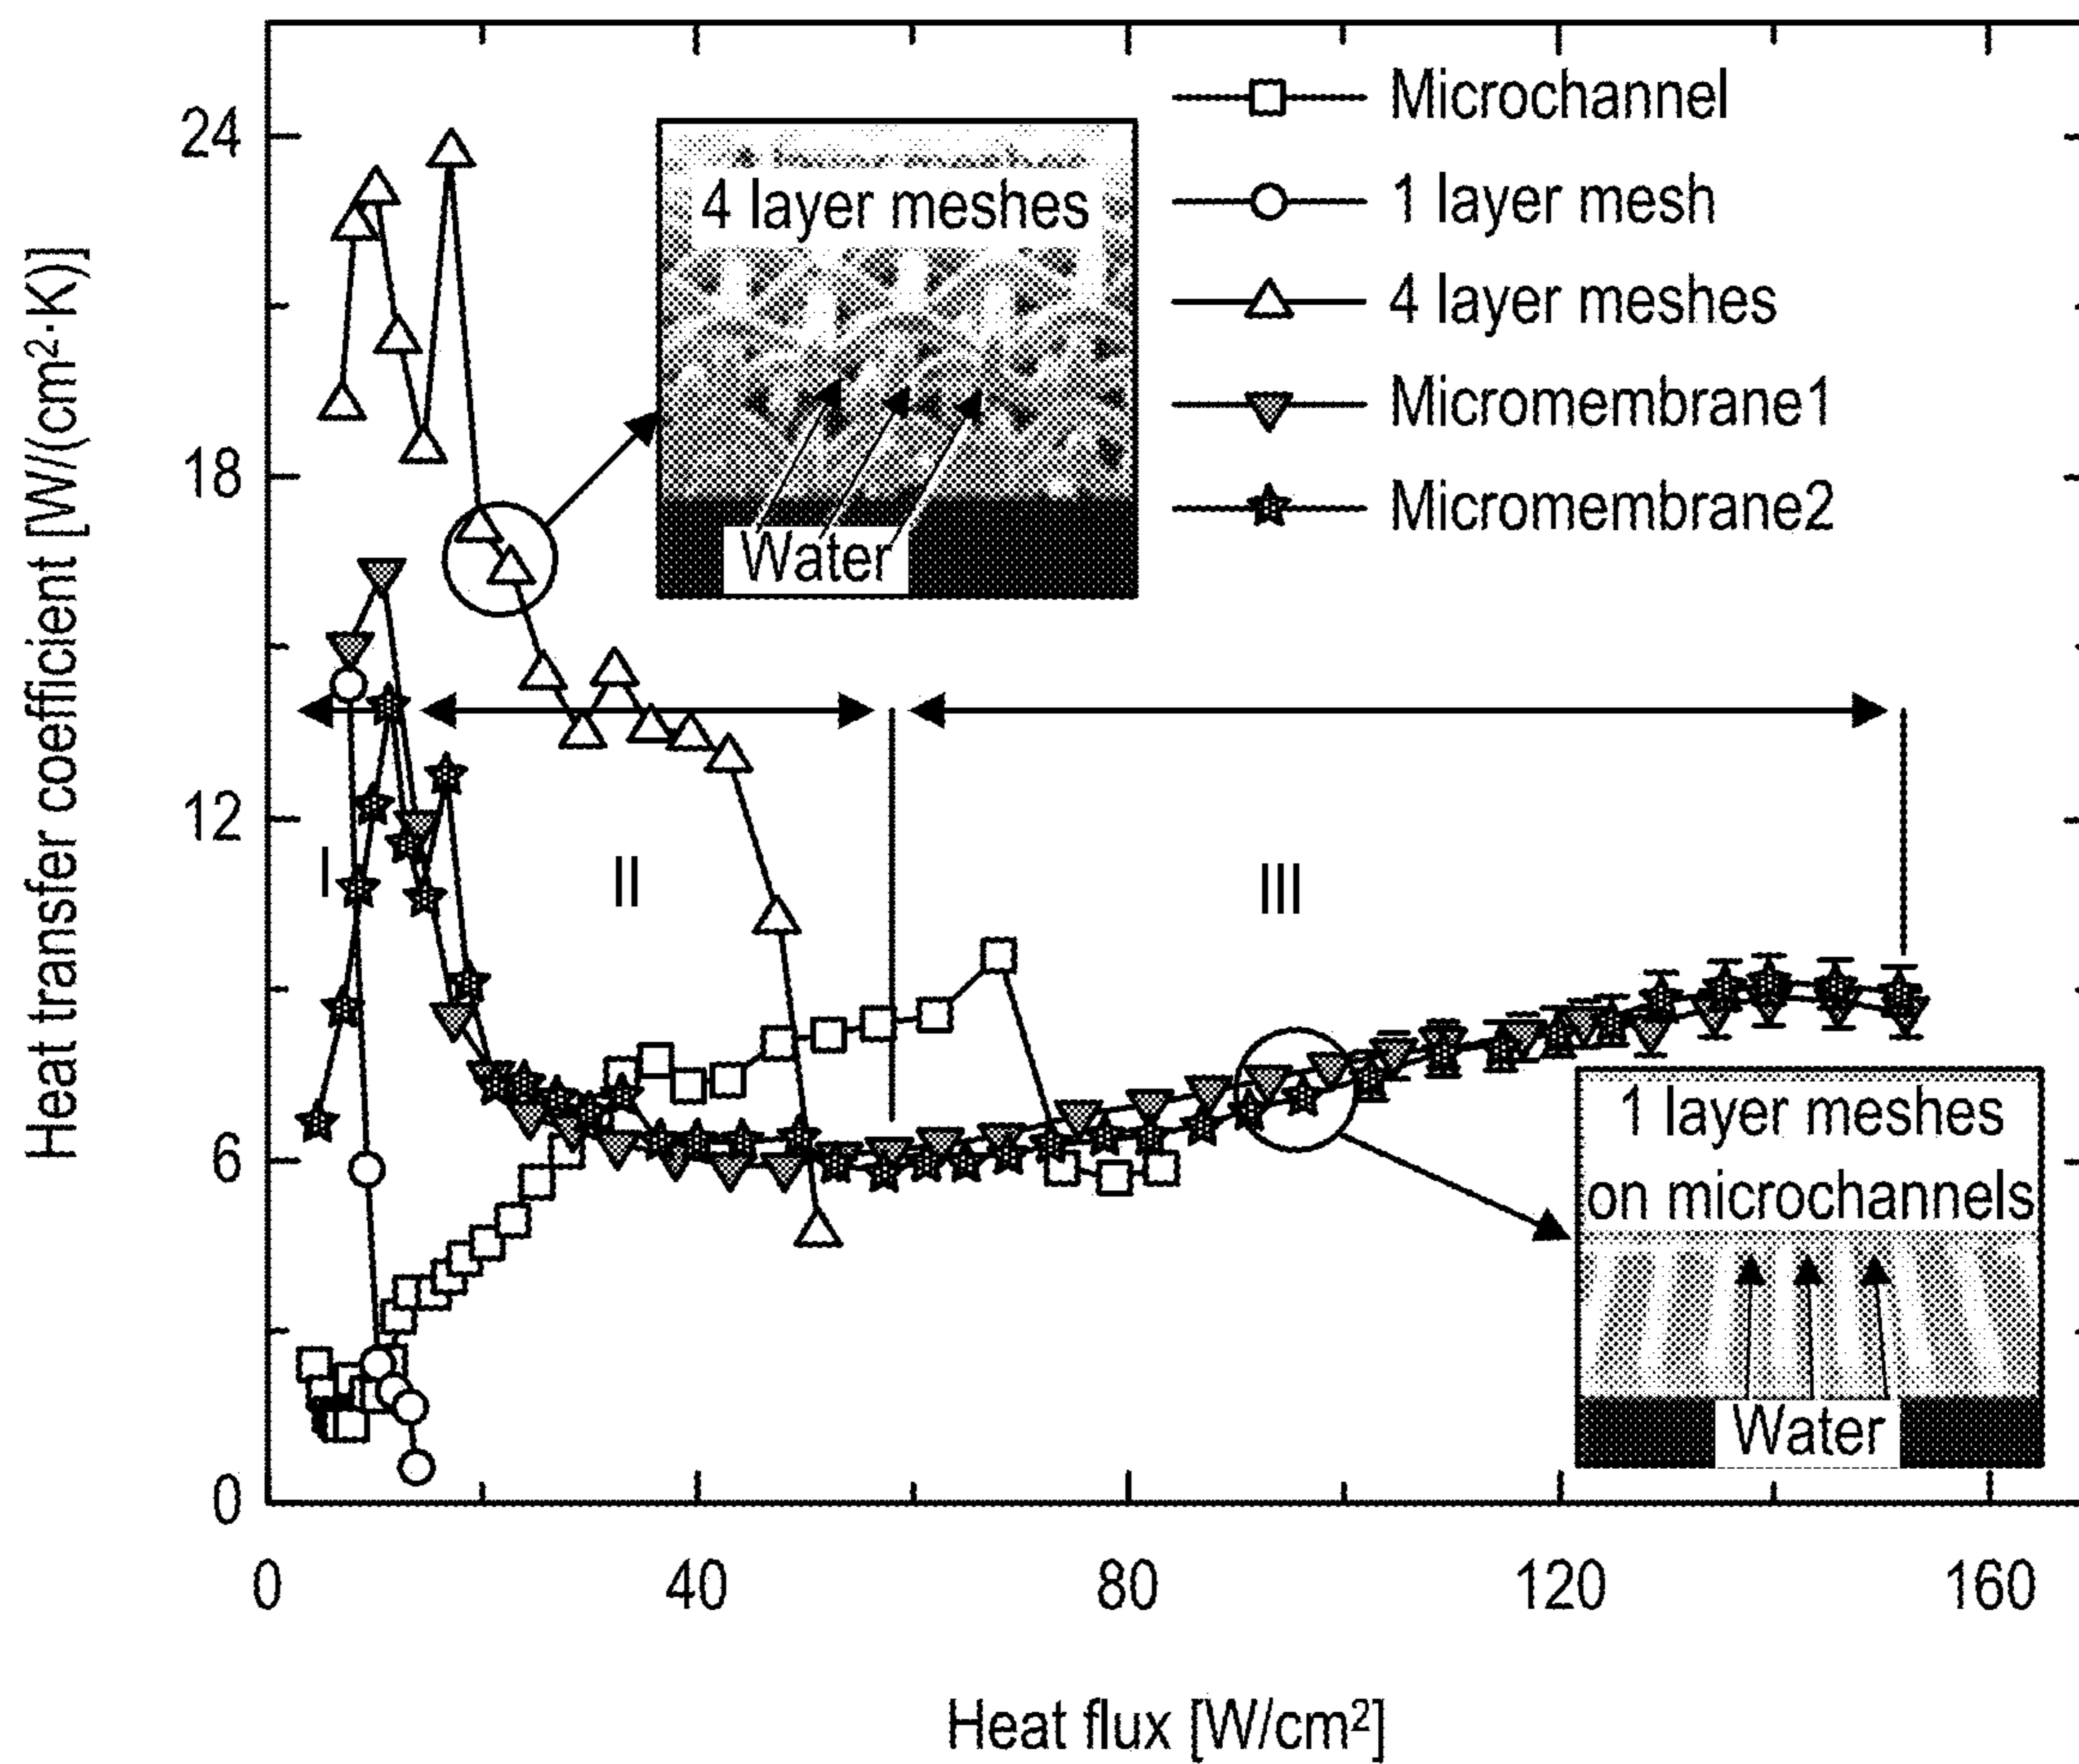 Heat transfer coefficient [W/(cm²·K)]
24
18
12
6
0
Microchannel
1 layer mesh
4 layer meshes
Micromembrane1
Micromembrane2
4 layer meshes
Water
I
II
III
1 layer meshes
on microchannels
Water
0
40
80
120
160
Heat flux [W/cm²]